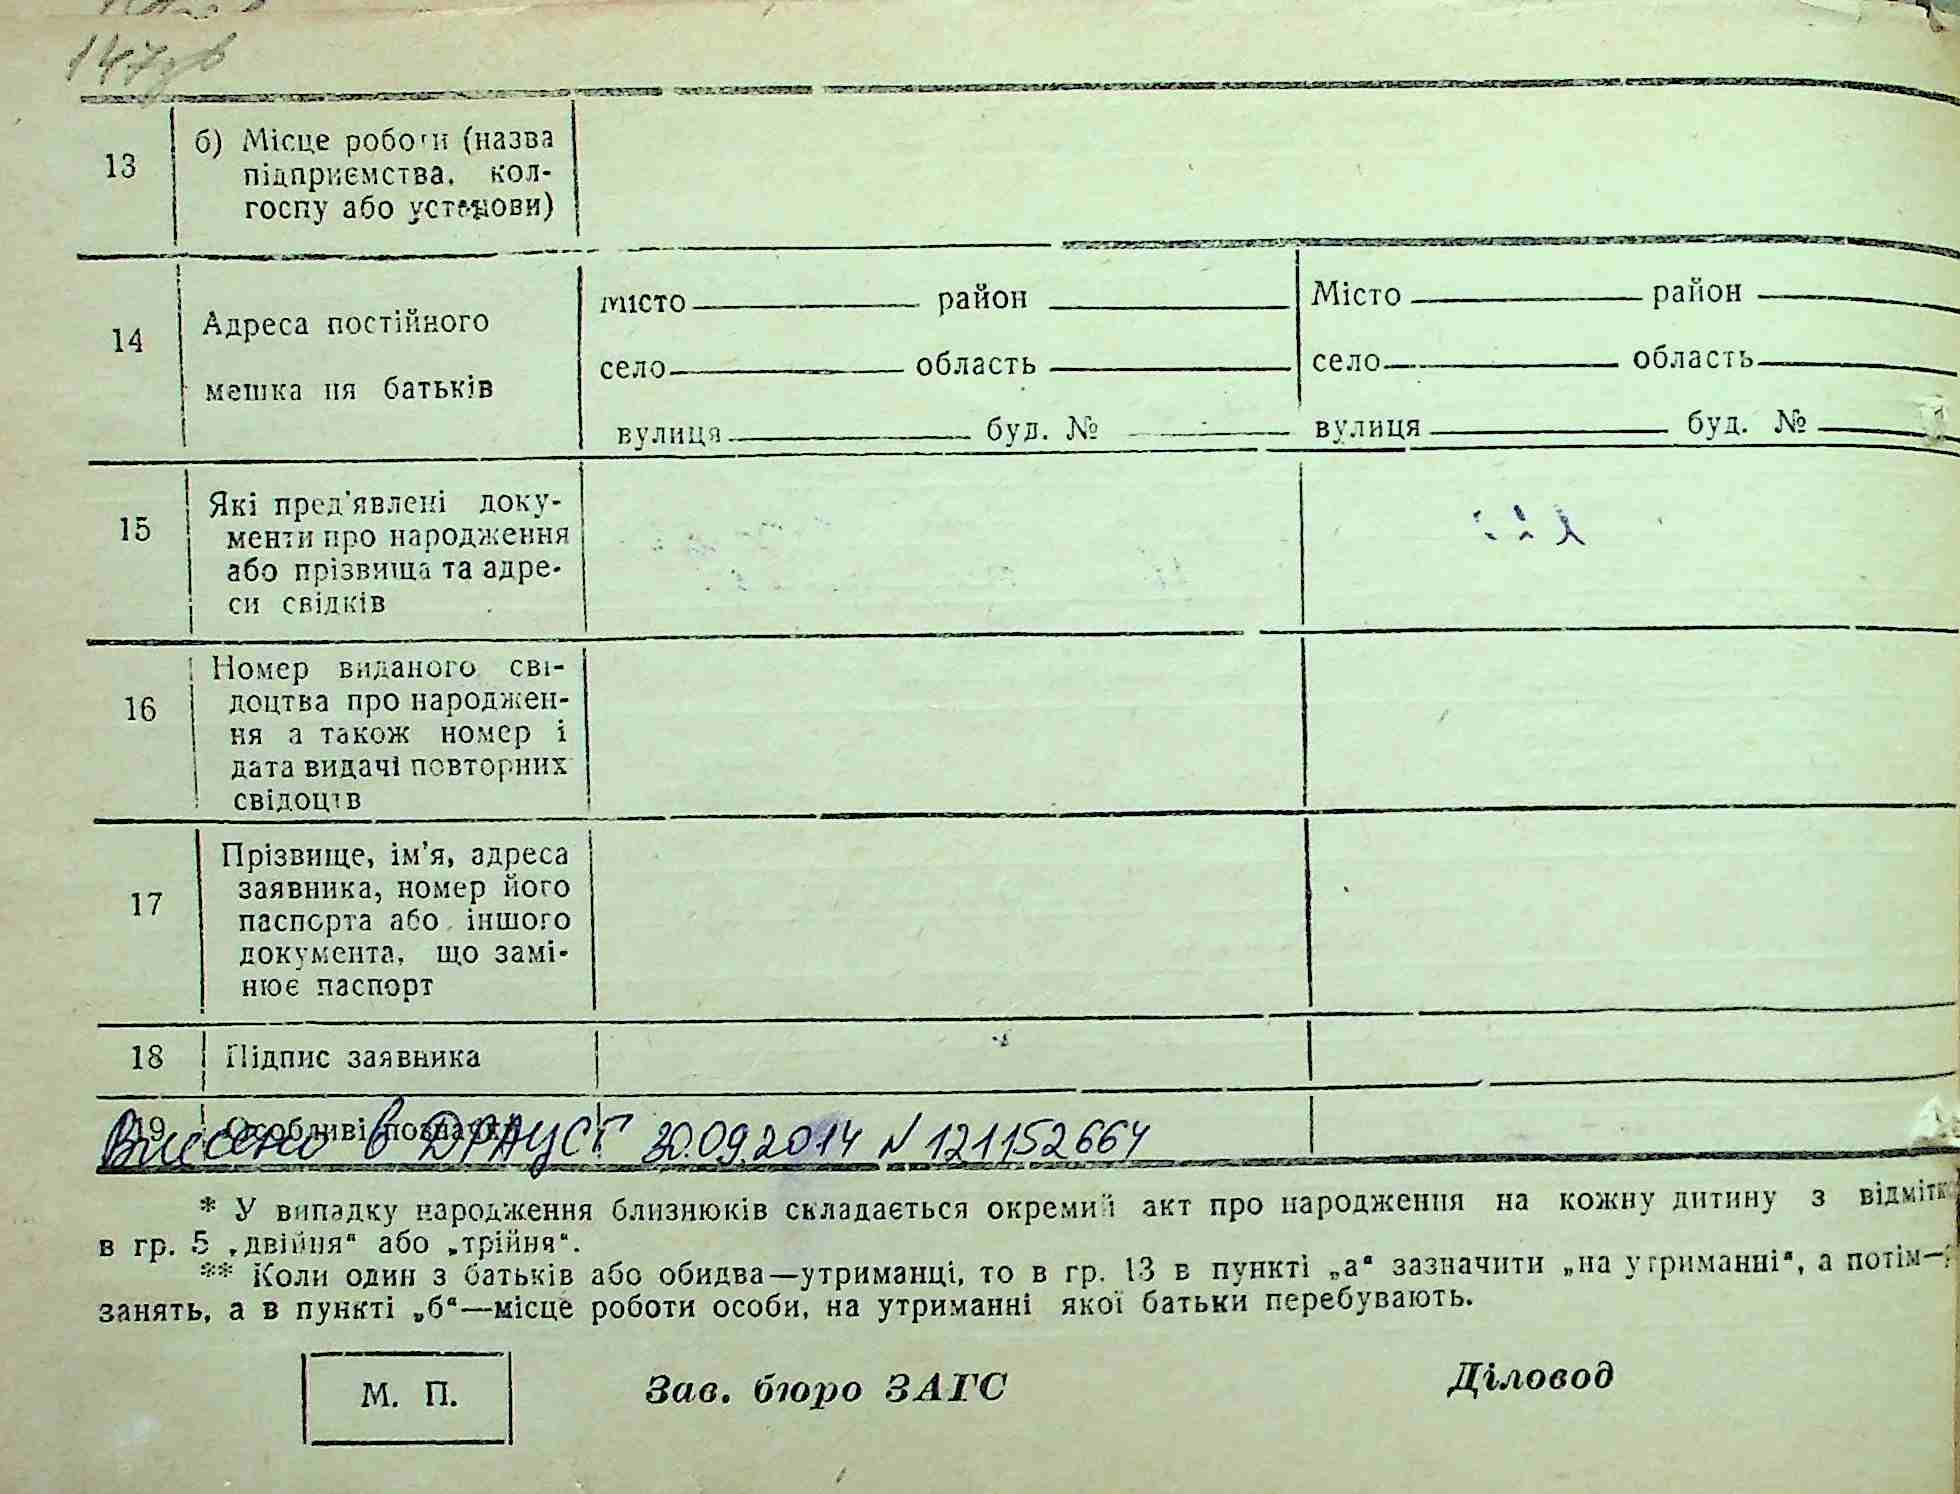 147зв
13
б) Місце роботи (назва
підприємства, кол-
госпу або установи)
14
Адреса постійного
мешка ня батьків
місто район
село область
вулиця буд. №
Місто район
село область
вулиця буд. №
15
Які пред'явлені доку-
менти про народження
або прізвища та адре-
си свідків
16
Номер виданого сві-
доцтва про народжен-
ня а також номер і
дата видачі повторних
свідоцтв
17
Прізвище, ім'я, адреса
заявника, номер його
паспорта або іншого
документа, що замі-
нює паспорт
18 Підпис заявника
19 Особливі позначки
Внесено в ДРАЦСГ 30.09.2014 N 121152664
* У випадку народження близнюків складається окремий акт про народження на кожну дитину з відмітк
в гр. 5 „двійня“ або „трійня“.
** Коли один з батьків або обидва—утриманці, то в гр. 13 в пункті „а“ зазначити „на утриманні“, а потім—
занять, а в пункті „б“—місце роботи особи, на утриманні якої батьки перебувають.
М. П. Зав. бюро ЗАГС Діловод